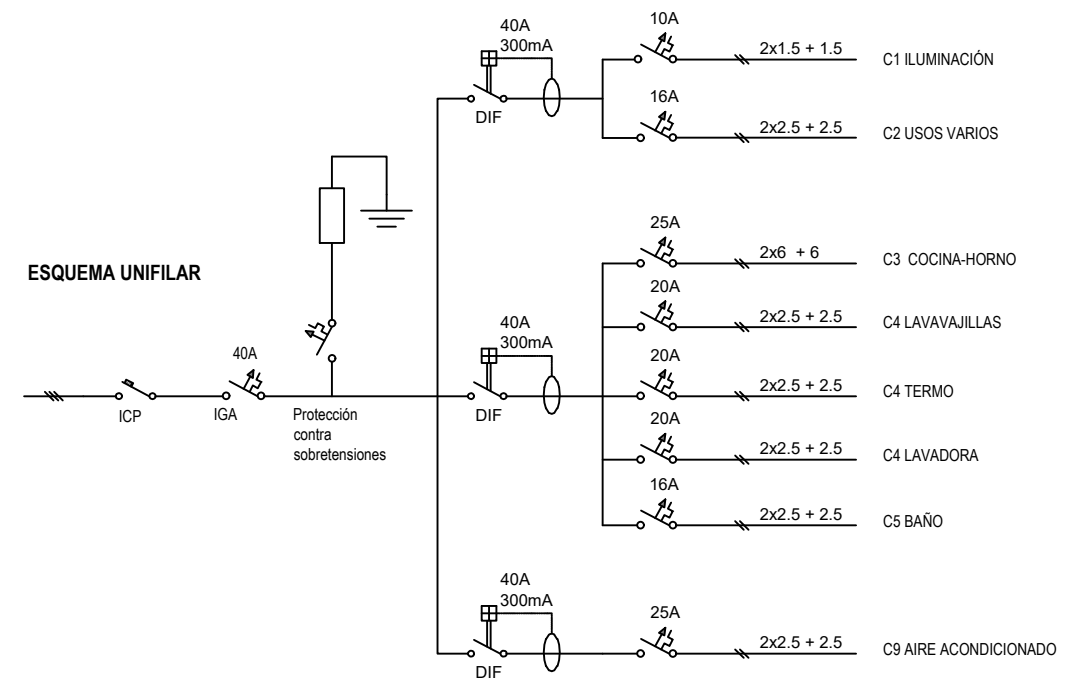 40A
300mA
DIF
10A
2x1.5 + 1.5
C1 ILUMINACIÓN
16A
2x2.5 + 2.5
C2 USOS VARIOS
ESQUEMA UNIFILAR
ICP
40A
IGA
Protección
contra
sobretensiones
40A
300mA
DIF
25A
2x6 + 6
C3 COCINA-HORNO
20A
2x2.5 + 2.5
C4 LAVAVAJILLAS
20A
2x2.5 + 2.5
C4 TERMO
20A
2x2.5 + 2.5
C4 LAVADORA
16A
2x2.5 + 2.5
C5 BAÑO
40A
300mA
DIF
25A
2x2.5 + 2.5
C9 AIRE ACONDICIONADO